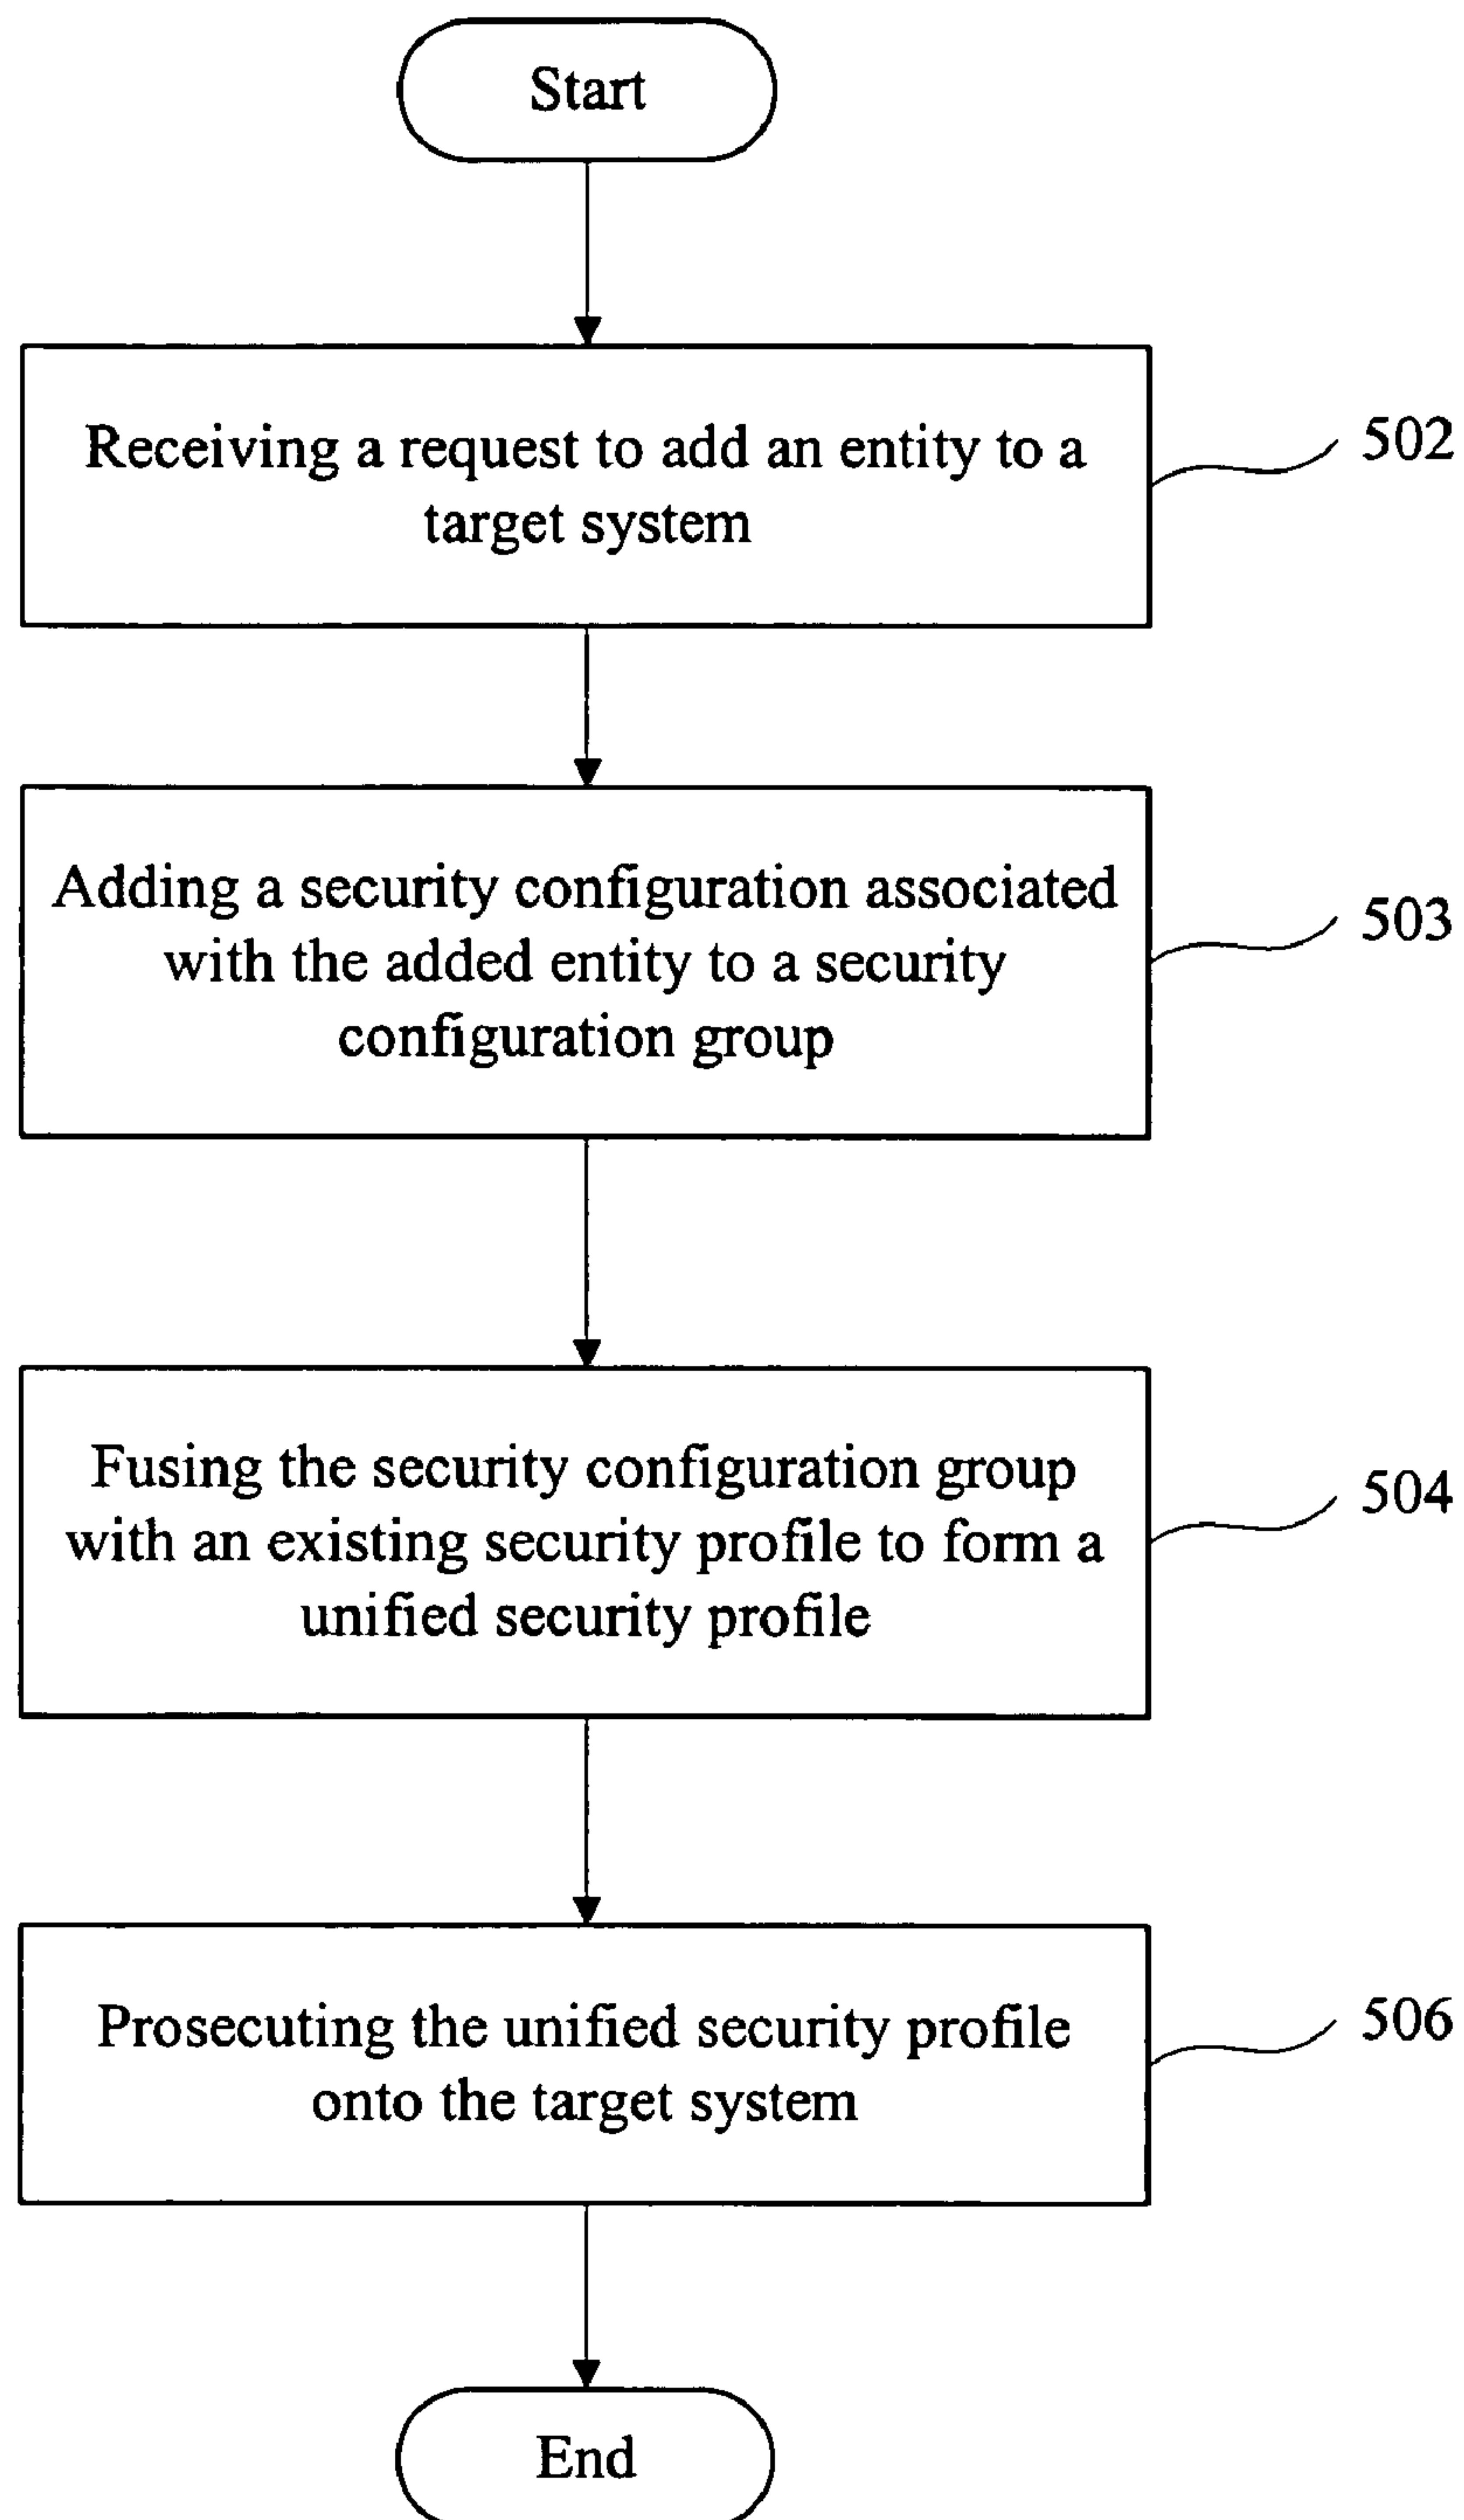 Start
Receiving a request to add an entity to a
target system
502
Adding a security configuration associated
with the added entity to a security
configuration group
503
Fusing the security configuration group
with an existing security profile to form a
unified security profile
504
Prosecuting the unified security profile
onto the target system
506
End